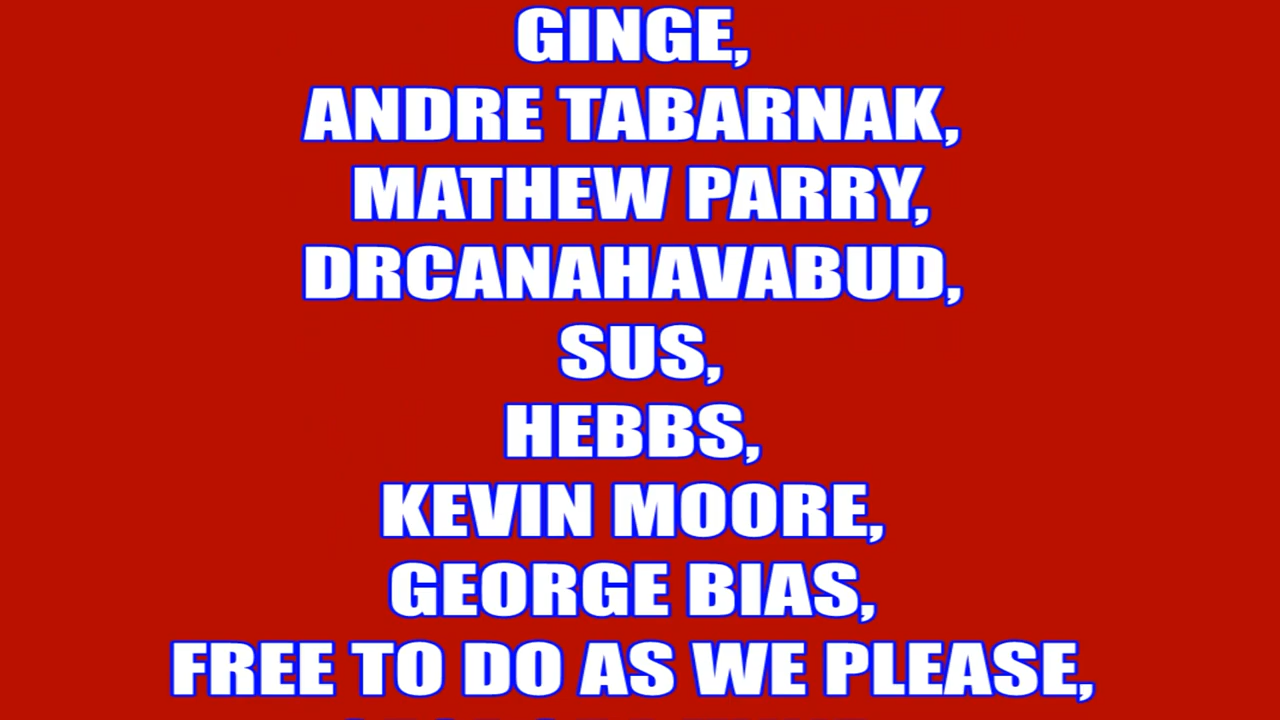 GINGE,
ANDRE TABARNAK,
MATHEW PARRY,
DRCANAHAVABUD,
SUS,
HEBBS,
KEVIN MOORE,
GEORGE BIAS,
FREE TO DO AS WE PLEASE,